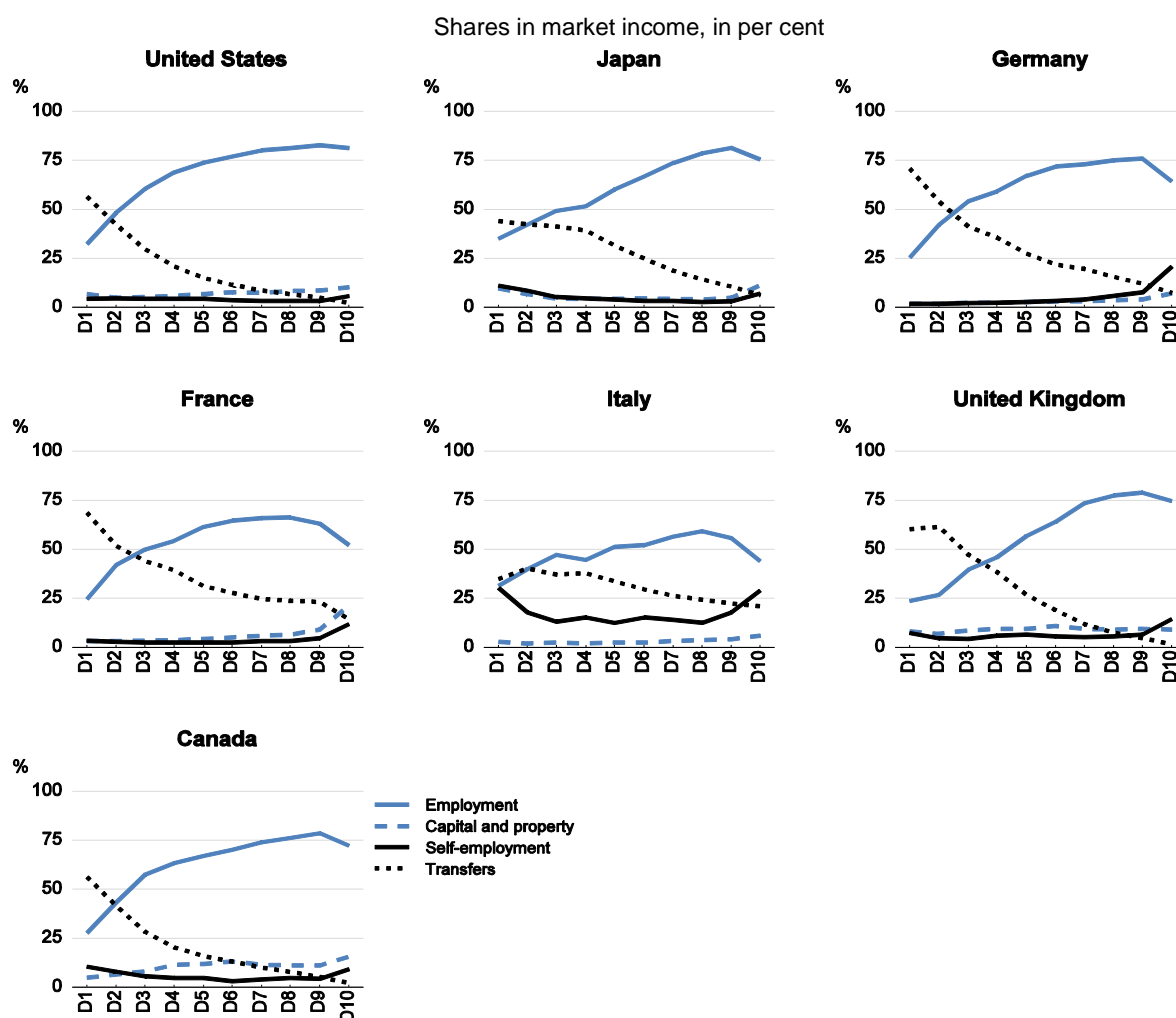 Shares in market income, in per cent
United States
%
100
75
50
25
0
D1 D2 D3 D4 D5 D6 D7 D8 D9 D10
Japan
%
100
75
50
25
0
D1 D2 D3 D4 D5 D6 D7 D8 D9 D10
Germany
%
100
75
50
25
0
D1 D2 D3 D4 D5 D6 D7 D8 D9 D10
France
%
100
75
50
25
0
D1 D2 D3 D4 D5 D6 D7 D8 D9 D10
Italy
%
100
75
50
25
0
D1 D2 D3 D4 D5 D6 D7 D8 D9 D10
United Kingdom
%
100
75
50
25
0
D1 D2 D3 D4 D5 D6 D7 D8 D9 D10
Canada
%
100
75
50
25
0
D1 D2 D3 D4 D5 D6 D7 D8 D9 D10
Employment
Capital and property
Self-employment
Transfers